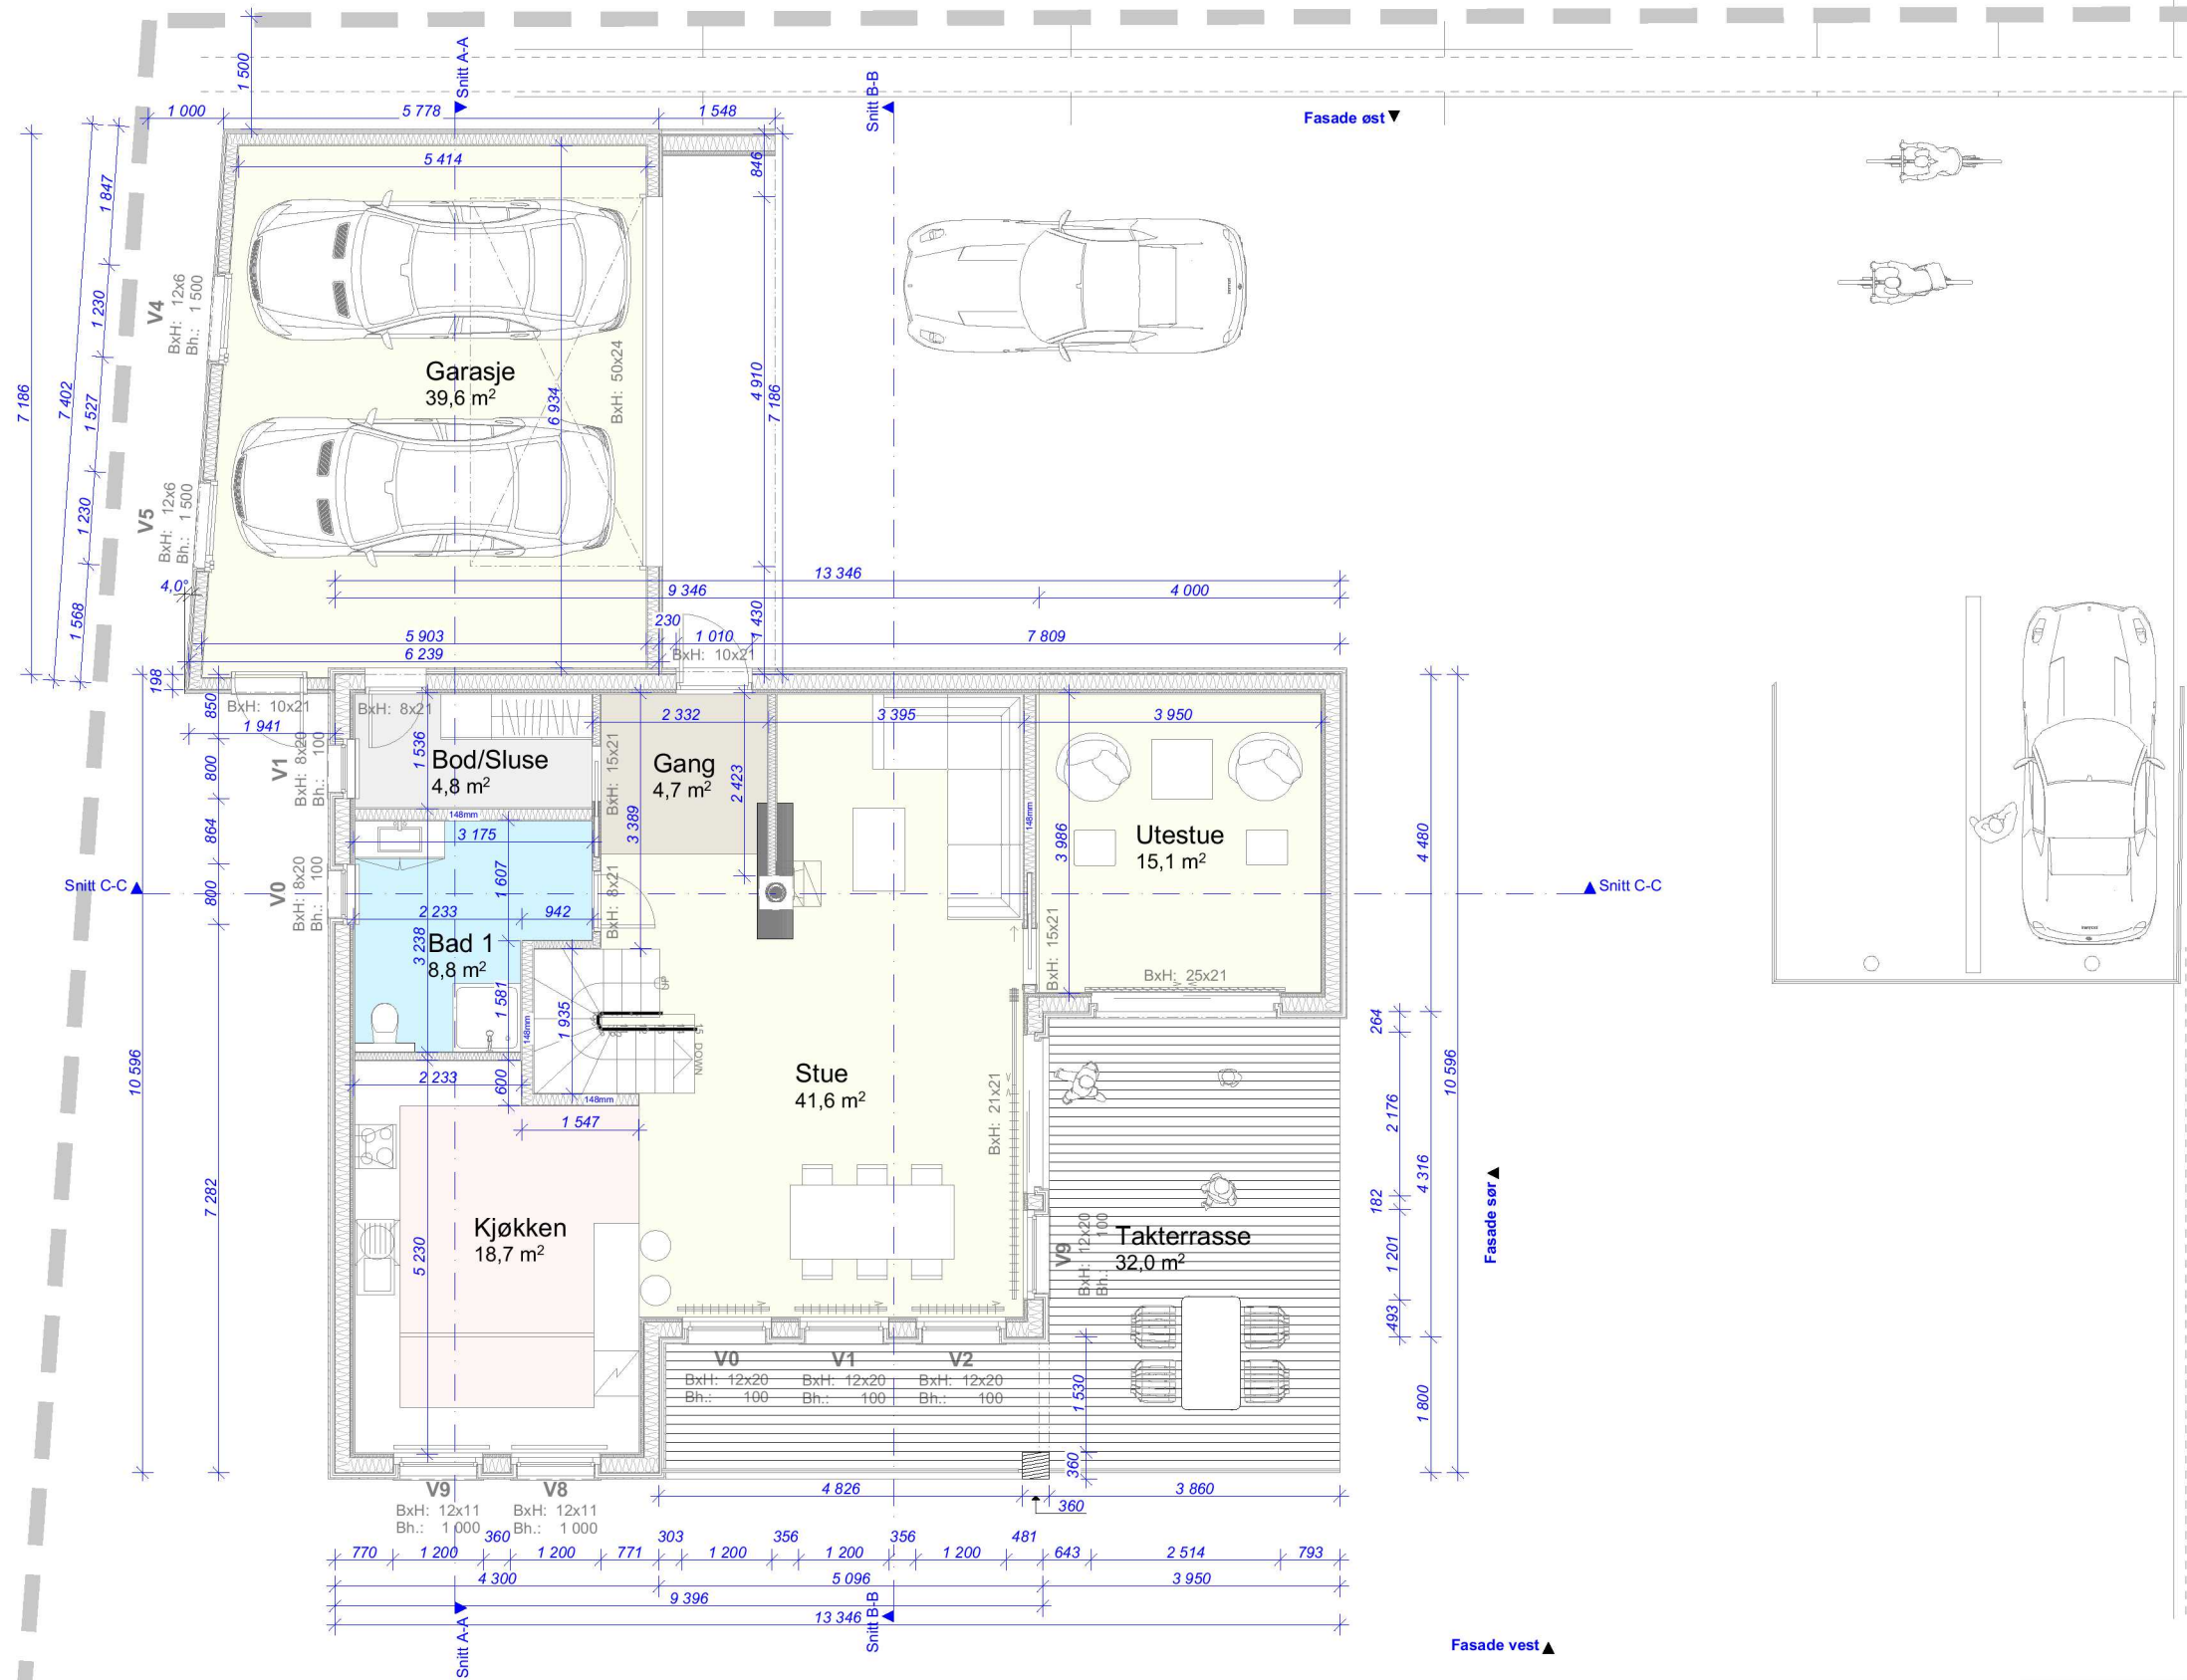 1 500
Snitt A-A
Snitt B-B
1 000
5 778
1 548
Fasade øst
5 414
846
1 847
7 186
7 402
1 230
V4
BxH: 12x6
Bh.: 1 500
1 527
Garasje
39,6 m²
6 934
BxH: 50x24
4 910
7 186
V5
BxH: 12x6
Bh.: 1 500
1 230
1 568
4,0°
13 346
9 346
4 000
230
1 430
5 903
1 010
7 809
6 239
BxH: 10x21
198
850
BxH: 10x21
1 941
BxH: 8x21
2 332
3 395
3 950
1 536
V1
BxH: 8x20
Bh.: 100
800
Bod/Sluse
4,8 m²
BxH: 15x21
Gang
4,7 m²
2 423
148mm
3 175
3 389
864
148mm
3 986
Utestue
15,1 m²
4 480
1 607
V0
BxH: 8x20
Bh.: 100
800
BxH: 8x21
Snitt C-C
Snitt C-C
2 233
942
3 238
Bad 1
8,8 m²
BxH: 15x21
BxH: 25x21
1 581
UP
1 935
148mm
15
DOWN
264
10 596
10 596
2 233
600
148mm
1 547
Stue
41,6 m²
BxH: 21x21
2 176
4 316
182
7 282
5 230
Kjøkken
18,7 m²
V9
BxH: 12x20
Bh.: 100
Takterrasse
32,0 m²
1 201
Fasade sør
493
V0
BxH: 12x20
Bh.: 100
V1
BxH: 12x20
Bh.: 100
V2
BxH: 12x20
Bh.: 100
1 530
1 800
360
V9
BxH: 12x11
Bh.: 1 000
V8
BxH: 12x11
Bh.: 1 000
4 826
3 860
360
360
303
356
356
481
770
1 200
1 200
771
1 200
1 200
1 200
643
2 514
793
4 300
5 096
3 950
9 396
13 346
Snitt A-A
Snitt B-B
Fasade vest